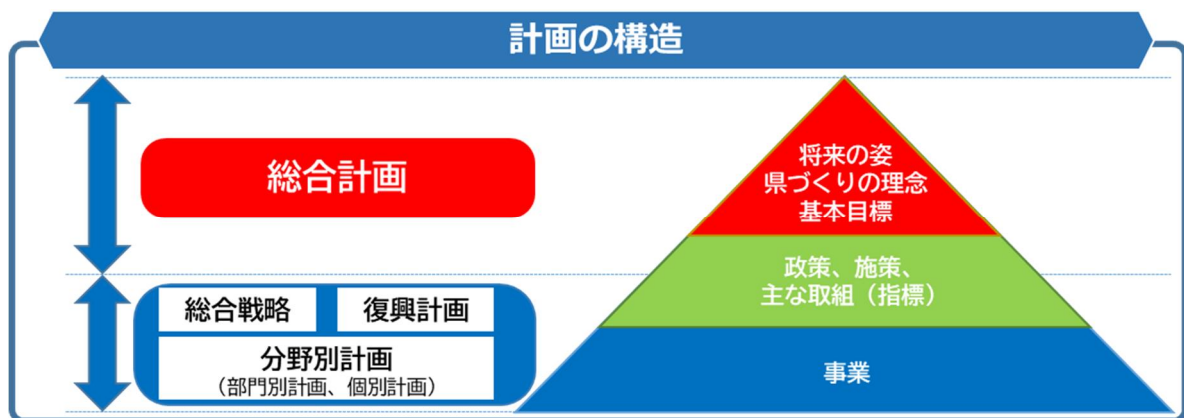 計画の構造
総合計画
総合戦略
復興計画
分野別計画
（部門別計画、個別計画）
将来の姿
県づくりの理念
基本目標
政策、施策、
主な取組（指標）
事業